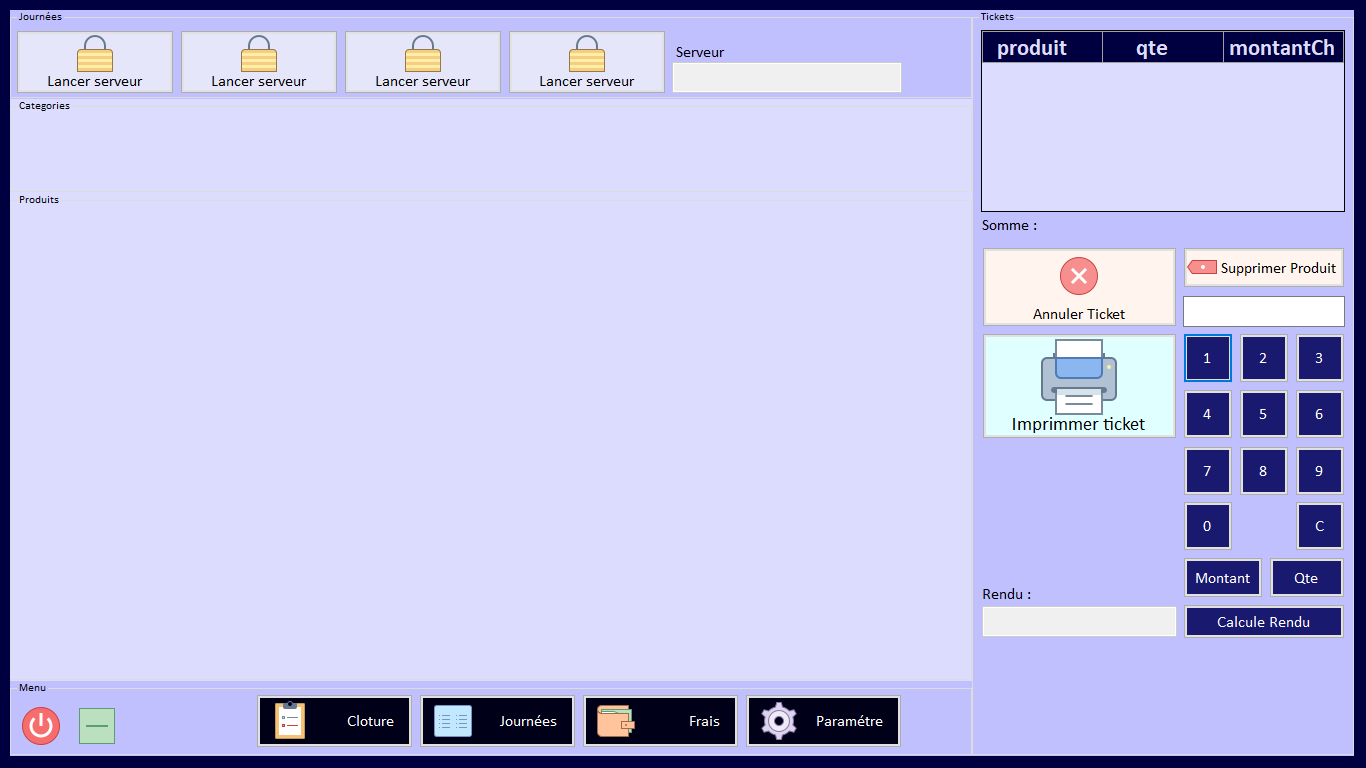 Journées
Lancer serveur
Lancer serveur
Lancer serveur
Lancer serveur
Serveur
Categories
Produits
Tickets
produit qte montantCh
Somme :
Annuler Ticket
Supprimer Produit
Imprimmer ticket
1 2 3
4 5 6
7 8 9
0 C
Montant Qte
Rendu :
Calcule Rendu
Menu
Cloture
Journées
Frais
Paramétre